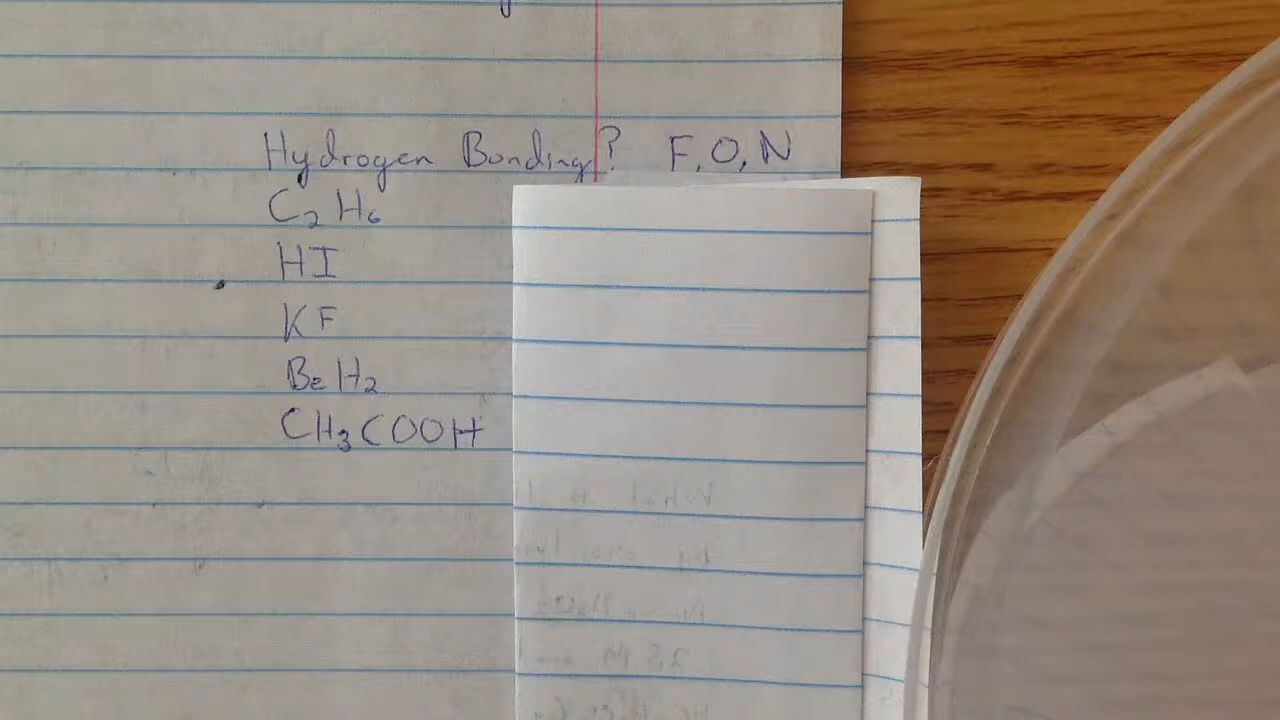 Hydrogen Bonding? F, O, N
C₂H₆
HI
KF
BeH₂
CH₃COOH